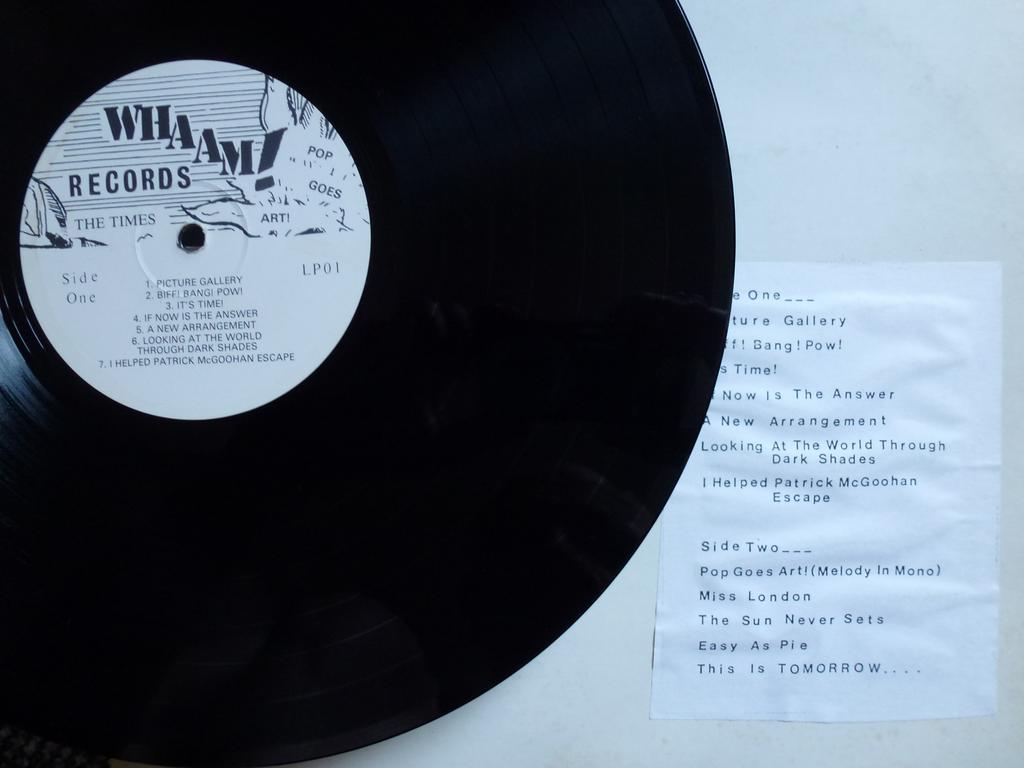 WHAAM!
RECORDS
POP
GOES
ART!
THE TIMES
Side
One
LP01
1. PICTURE GALLERY
2. BIFF! BANG! POW!
3. IT'S TIME!
4. IF NOW IS THE ANSWER
5. A NEW ARRANGEMENT
6. LOOKING AT THE WORLD
THROUGH DARK SHADES
7. I HELPED PATRICK McGOOHAN ESCAPE
e One___
ture Gallery
ff! Bang! Pow!
s Time!
f Now Is The Answer
A New Arrangement
Looking At The World Through
Dark Shades
I Helped Patrick McGoohan
Escape
Side Two___
Pop Goes Art! (Melody In Mono)
Miss London
The Sun Never Sets
Easy As Pie
This Is TOMORROW....